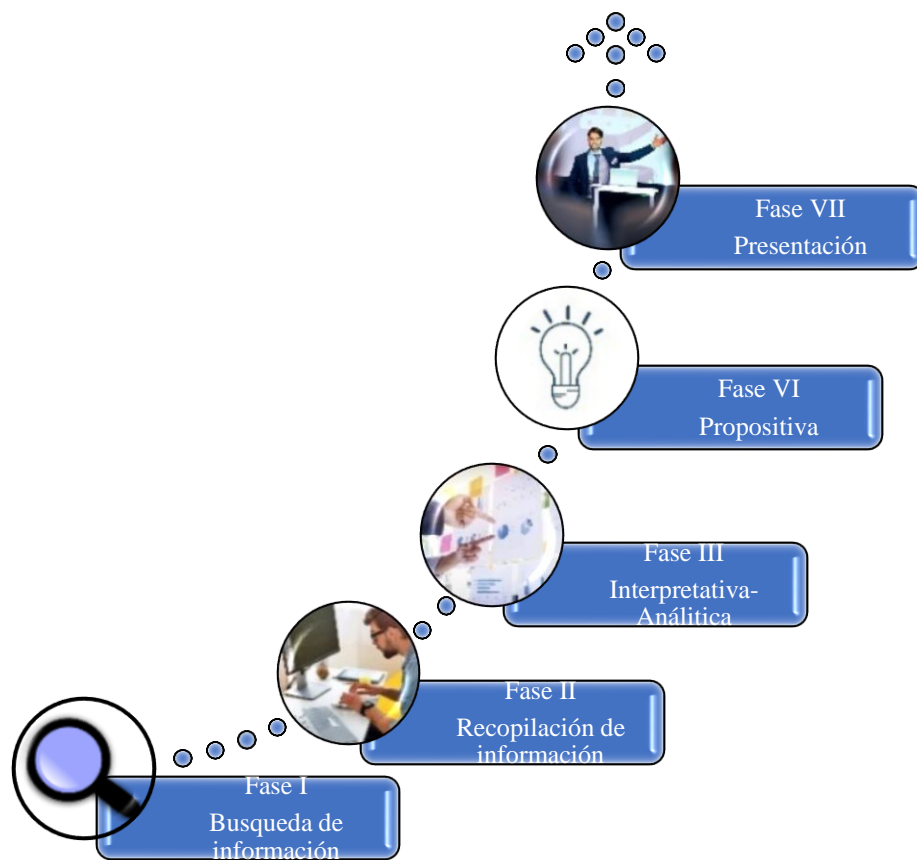 Fase VII
Presentación
Fase VI
Propositiva
Fase III
Interpretativa-
Análitica
Fase II
Recopilación de
información
Fase I
Busqueda de
información